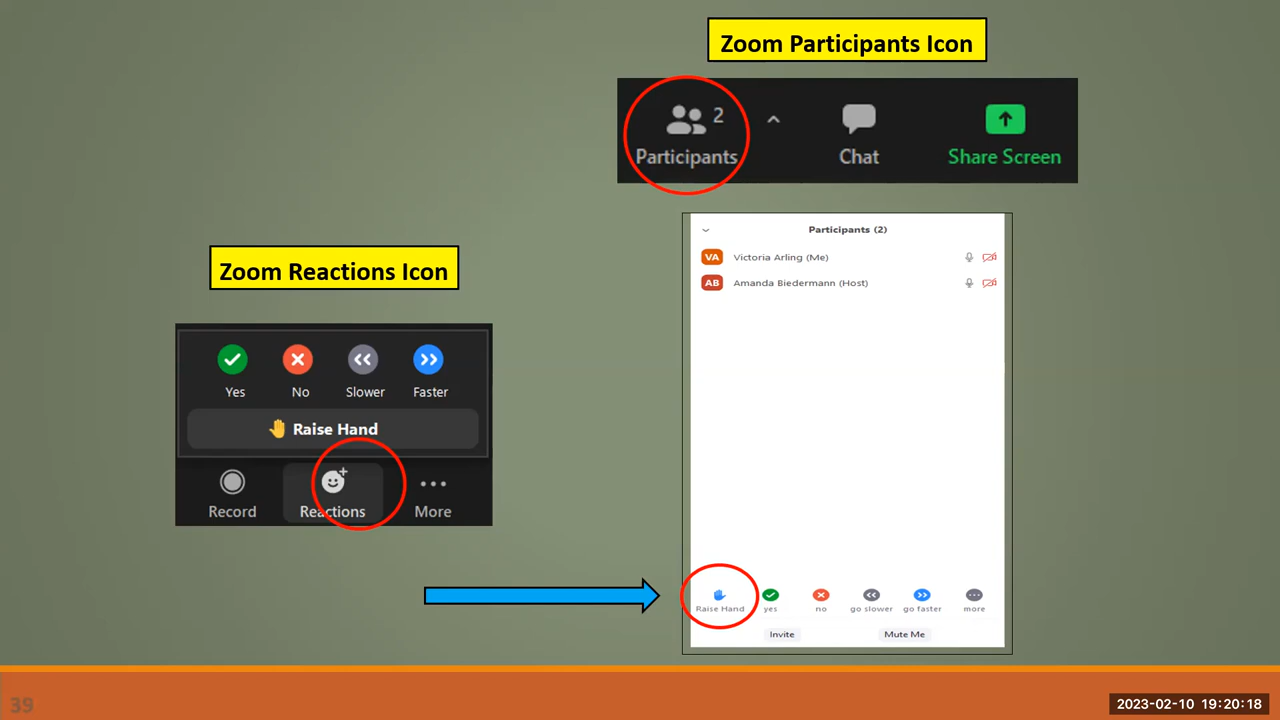 Zoom Participants Icon
2
Participants
Chat
Share Screen
Zoom Reactions Icon
Yes
No
Slower
Faster
Raise Hand
Record
Reactions
More
Participants (2)
VA Victoria Arling (Me)
AB Amanda Biedermann (Host)
Raise Hand yes no go slower go faster more
Invite Mute Me
39
2023-02-10 19:20:18